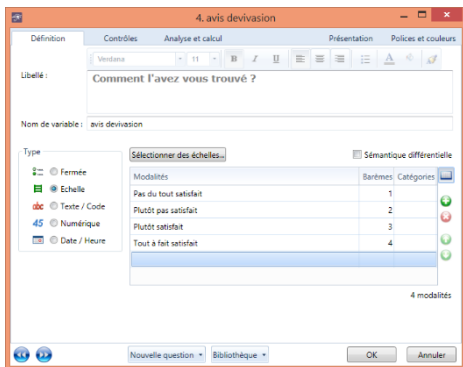 4. avis devivasion
Définition Contrôles Analyse et calcul Présentation Polices et couleurs
Verdana 11 B I U A
Libellé :
Comment l'avez vous trouvé ?
Nom de variable : avis devivasion
Type
Sélectionner des échelles...
Sémantique différentielle
Fermée
Modalités Barèmes Catégories
Echelle
Pas du tout satisfait 1
abc Texte / Code
Plutôt pas satisfait 2
45 Numérique
Plutôt satisfait 3
Date / Heure
Tout à fait satisfait 4
4 modalités
Nouvelle question Bibliothèque OK Annuler